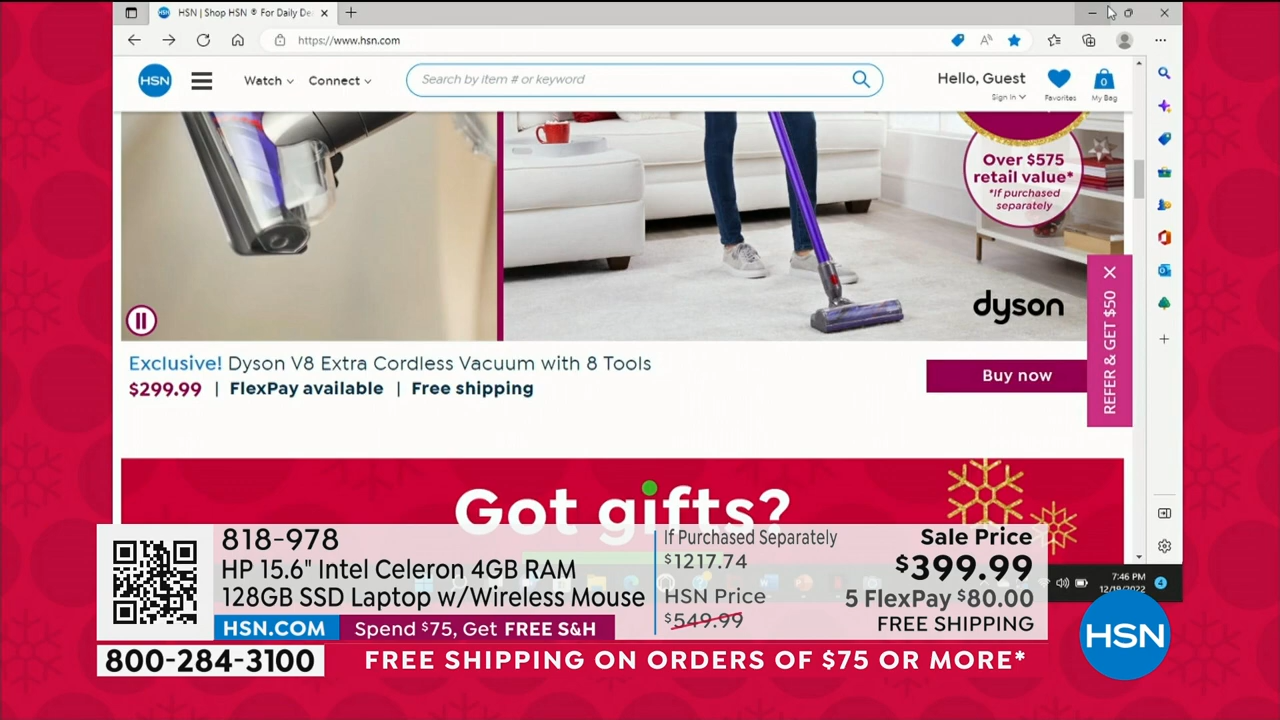 HSN | Shop HSN ® For Daily De
https://www.hsn.com
HSN
Watch
Connect
Search by item # or keyword
Hello, Guest
Sign In
Favorites
0
My Bag
Over $575
retail value*
*If purchased
separately
dyson
REFER & GET $50
Exclusive! Dyson V8 Extra Cordless Vacuum with 8 Tools
$299.99 | FlexPay available | Free shipping
Buy now
Got gifts?
818-978
HP 15.6" Intel Celeron 4GB RAM
128GB SSD Laptop w/Wireless Mouse
HSN.COM
Spend $75, Get FREE S&H
If Purchased Separately
$1217.74
HSN Price
$549.99
Sale Price
$399.99
5 FlexPay $80.00
FREE SHIPPING
7:46 PM
4
HSN
800-284-3100
FREE SHIPPING ON ORDERS OF $75 OR MORE*